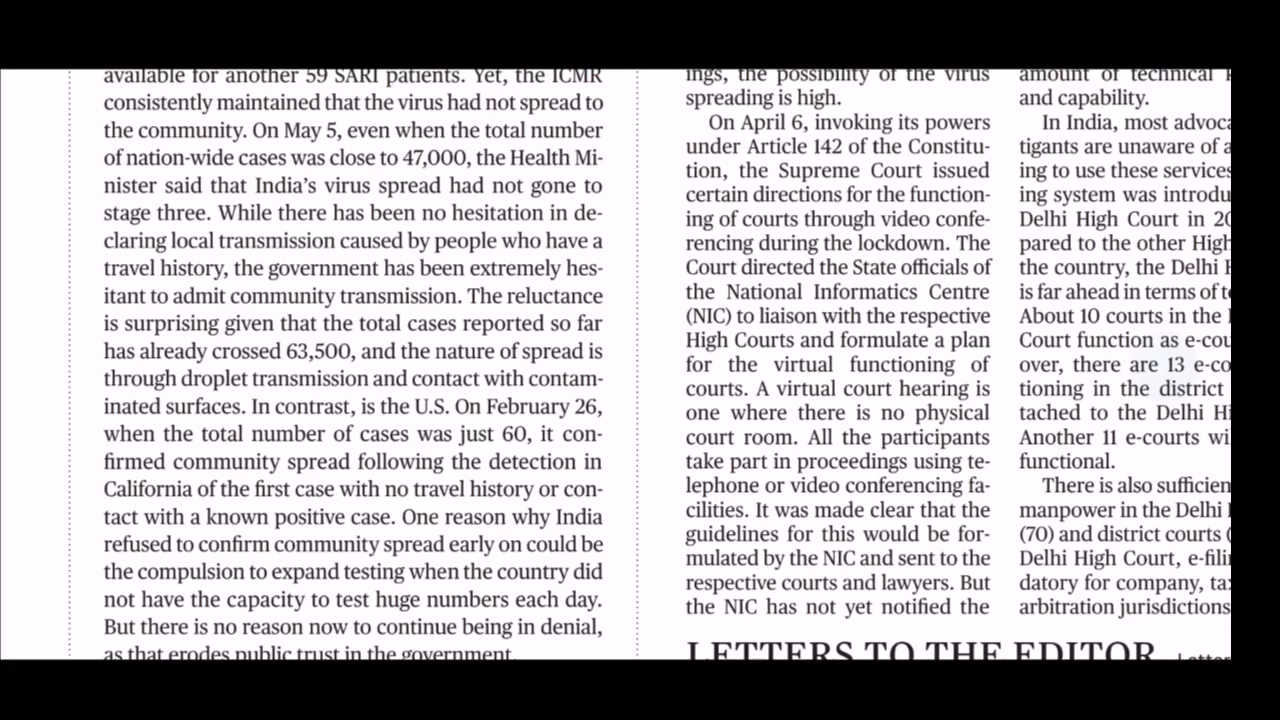 available for another 59 SARI patients. Yet, the ICMR
consistently maintained that the virus had not spread to
the community. On May 5, even when the total number
of nation-wide cases was close to 47,000, the Health Mi-
nister said that India's virus spread had not gone to
stage three. While there has been no hesitation in de-
claring local transmission caused by people who have a
travel history, the government has been extremely hes-
itant to admit community transmission. The reluctance
is surprising given that the total cases reported so far
has already crossed 63,500, and the nature of spread is
through droplet transmission and contact with contam-
inated surfaces. In contrast, is the U.S. On February 26,
when the total number of cases was just 60, it con-
firmed community spread following the detection in
California of the first case with no travel history or con-
tact with a known positive case. One reason why India
refused to confirm community spread early on could be
the compulsion to expand testing when the country did
not have the capacity to test huge numbers each day.
But there is no reason now to continue being in denial,
as that erodes public trust in the government.
ings, the possibility of the virus
spreading is high.
On April 6, invoking its powers
under Article 142 of the Constitu-
tion, the Supreme Court issued
certain directions for the function-
ing of courts through video confe-
rencing during the lockdown. The
Court directed the State officials of
the National Informatics Centre
(NIC) to liaison with the respective
High Courts and formulate a plan
for the virtual functioning of
courts. A virtual court hearing is
one where there is no physical
court room. All the participants
take part in proceedings using te-
lephone or video conferencing fa-
cilities. It was made clear that the
guidelines for this would be for-
mulated by the NIC and sent to the
respective courts and lawyers. But
the NIC has not yet notified the
amount of technical
and capability.
In India, most advoca
tigants are unaware of a
ing to use these services
ing system was introdu
Delhi High Court in 20
pared to the other High
the country, the Delhi
is far ahead in terms of t
About 10 courts in the
Court function as e-cou
over, there are 13 e-co
tioning in the district
tached to the Delhi Hi
Another 11 e-courts wi
functional.
There is also sufficien
manpower in the Delhi
(70) and district courts (
Delhi High Court, e-fili
datory for company, tax
arbitration jurisdictions
LETTERS TO THE EDITOR